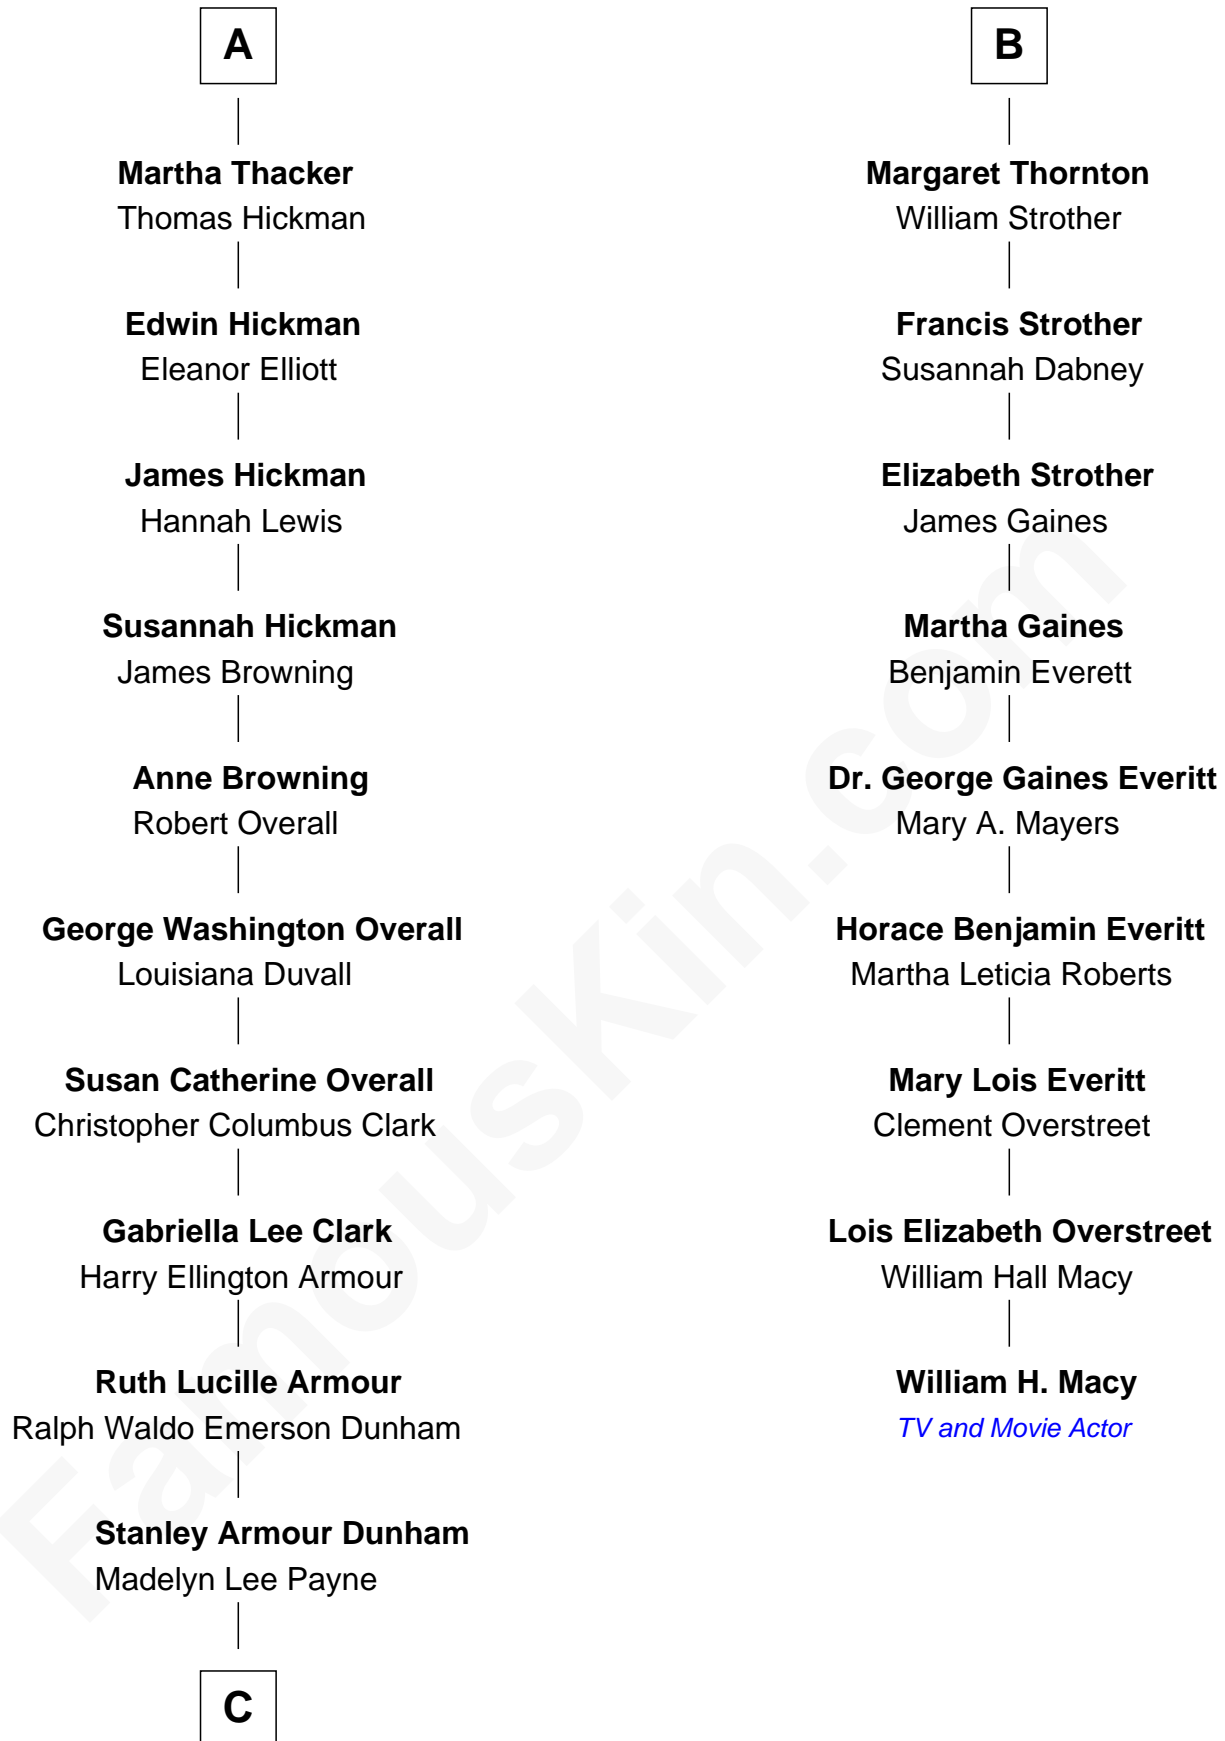 A
Martha Thacker
Thomas Hickman
Edwin Hickman
Eleanor Elliott
James Hickman
Hannah Lewis
Susannah Hickman
James Browning
Anne Browning
Robert Overall
George Washington Overall
Louisiana Duvall
Susan Catherine Overall
Christopher Columbus Clark
Gabriella Lee Clark
Harry Ellington Armour
Ruth Lucille Armour
Ralph Waldo Emerson Dunham
Stanley Armour Dunham
Madelyn Lee Payne
C
B
Margaret Thornton
William Strother
Francis Strother
Susannah Dabney
Elizabeth Strother
James Gaines
Martha Gaines
Benjamin Everett
Dr. George Gaines Everitt
Mary A. Mayers
Horace Benjamin Everitt
Martha Leticia Roberts
Mary Lois Everitt
Clement Overstreet
Lois Elizabeth Overstreet
William Hall Macy
William H. Macy
TV and Movie Actor
FamousKin.com